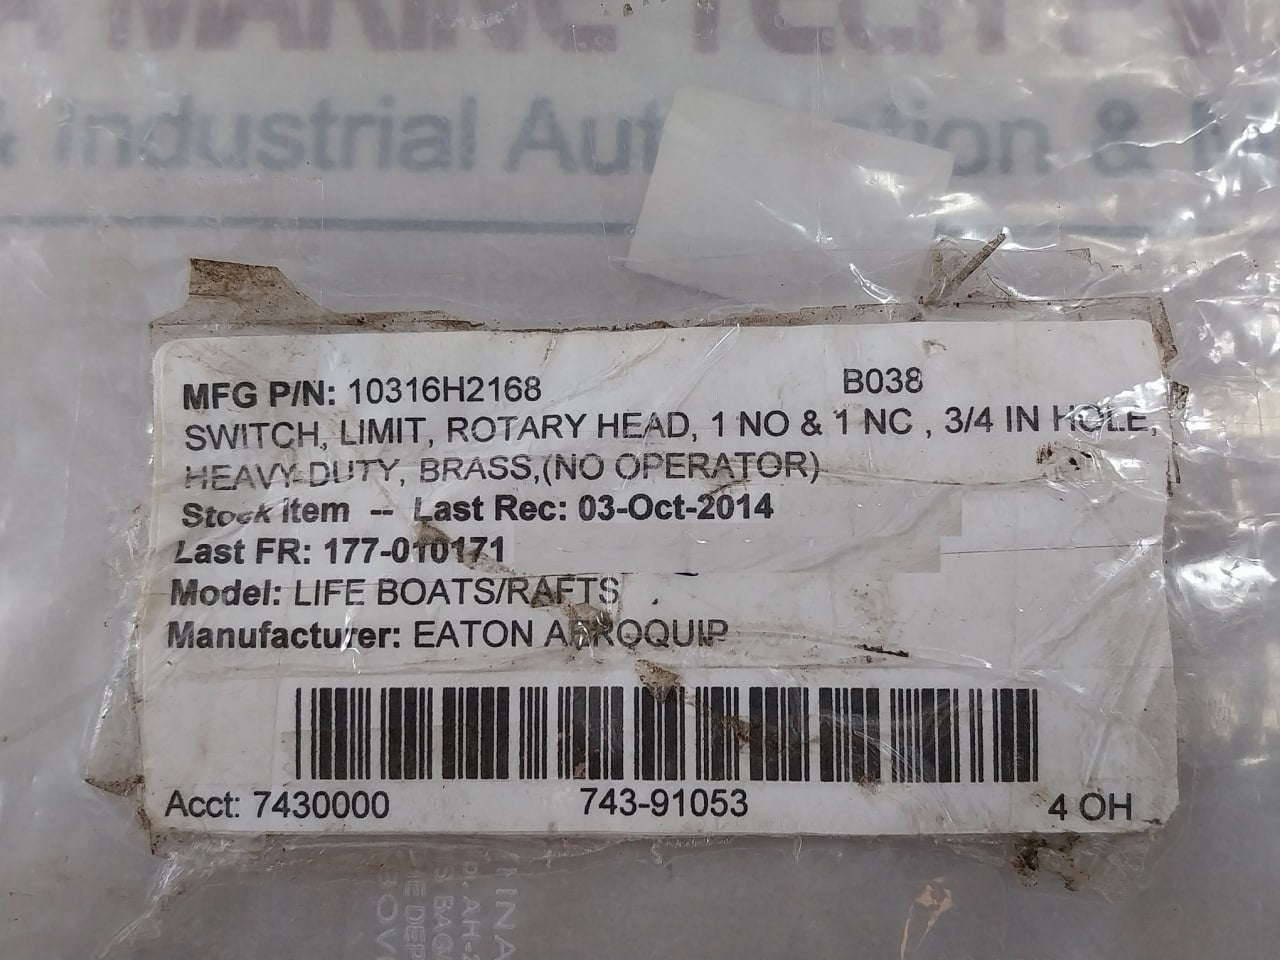 MARINE TECH
& Industrial Aut tion &
MFG P/N: 10316H2168 B038
SWITCH, LIMIT, ROTARY HEAD, 1 NO & 1 NC , 3/4 IN HOLE,
HEAVY-DUTY, BRASS,(NO OPERATOR)
Stock item -- Last Rec: 03-Oct-2014
Last FR: 177-010171
Model: LIFE BOATS/RAFTS
Manufacturer: EATON AEROQUIP
Acct: 7430000 743-91053 4 OH